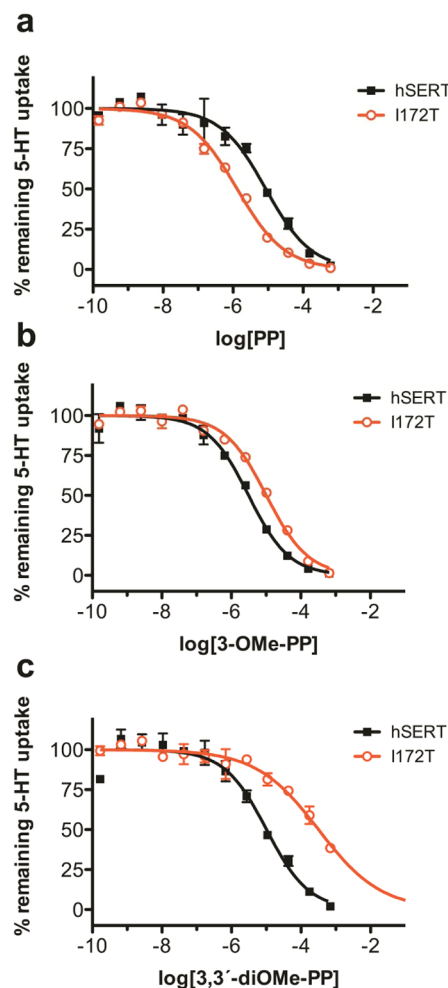 a
% remaining 5-HT uptake
100
75
50
25
0
-10 -8 -6 -4 -2
log[PP]
hSERT
I172T
b
% remaining 5-HT uptake
100
75
50
25
0
-10 -8 -6 -4 -2
log[3-OMe-PP]
hSERT
I172T
c
% remaining 5-HT uptake
100
75
50
25
0
-10 -8 -6 -4 -2
log[3,3´-diOMe-PP]
hSERT
I172T